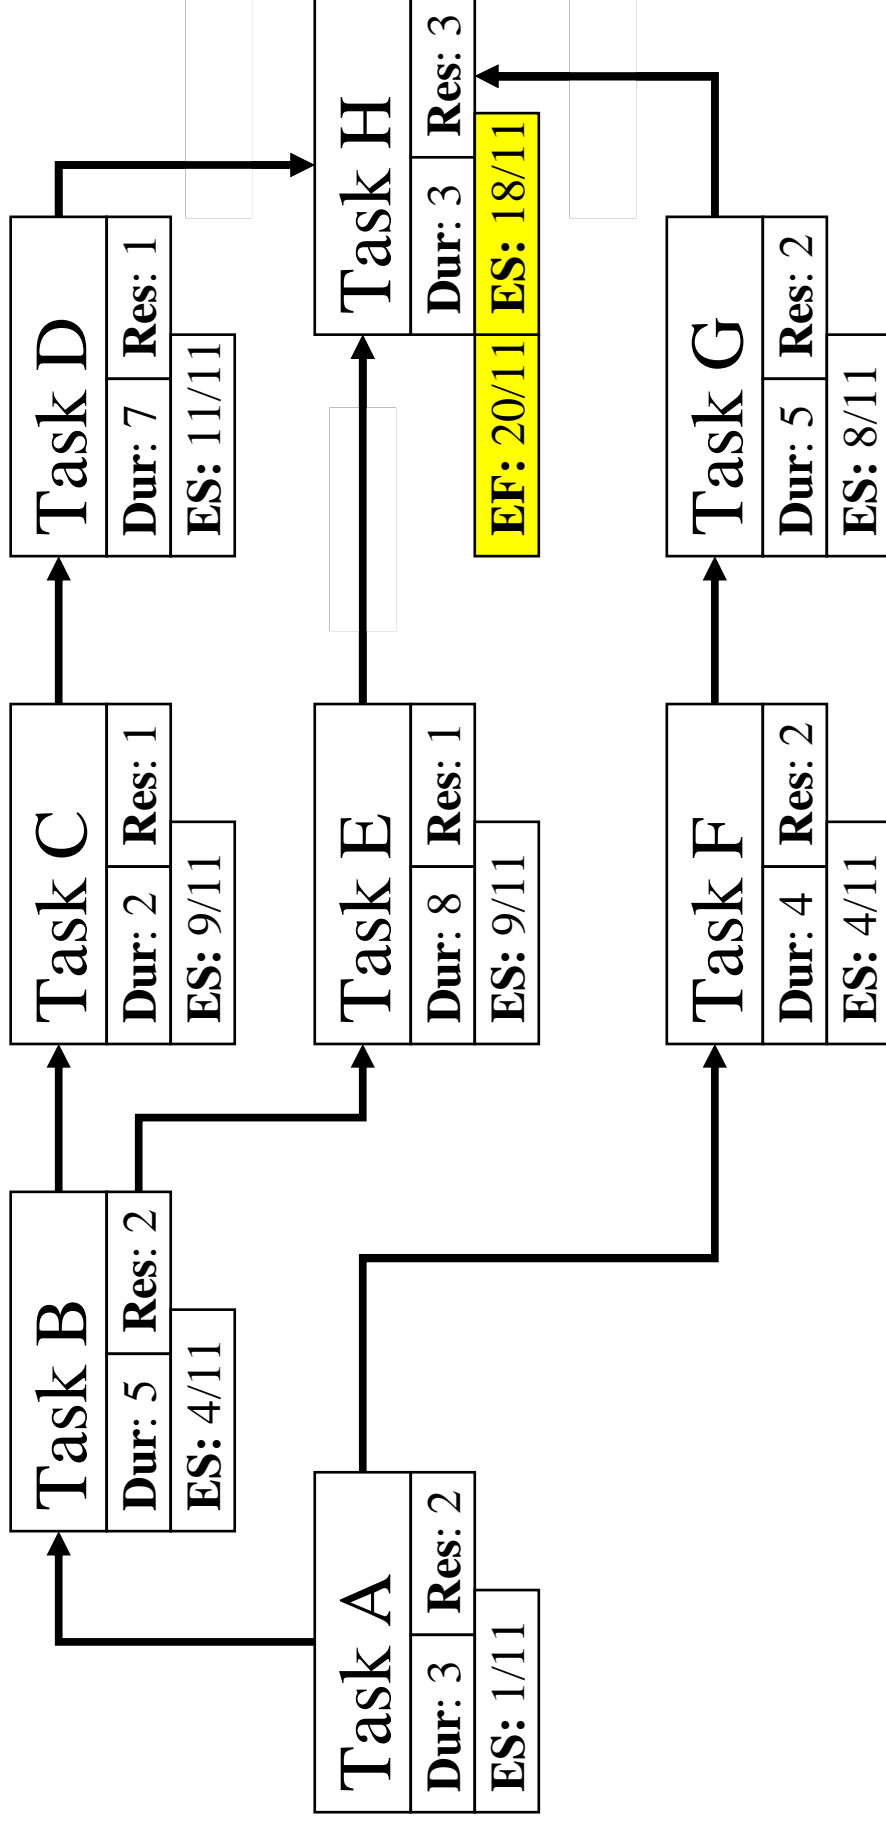 Task A
Dur: 3 Res: 2
ES: 1/11
Task B
Dur: 5 Res: 2
ES: 4/11
Task C
Dur: 2 Res: 1
ES: 9/11
Task D
Dur: 7 Res: 1
ES: 11/11
Task E
Dur: 8 Res: 1
ES: 9/11
Task F
Dur: 4 Res: 2
ES: 4/11
Task G
Dur: 5 Res: 2
ES: 8/11
Task H
Dur: 3 Res: 3
EF: 20/11 ES: 18/11